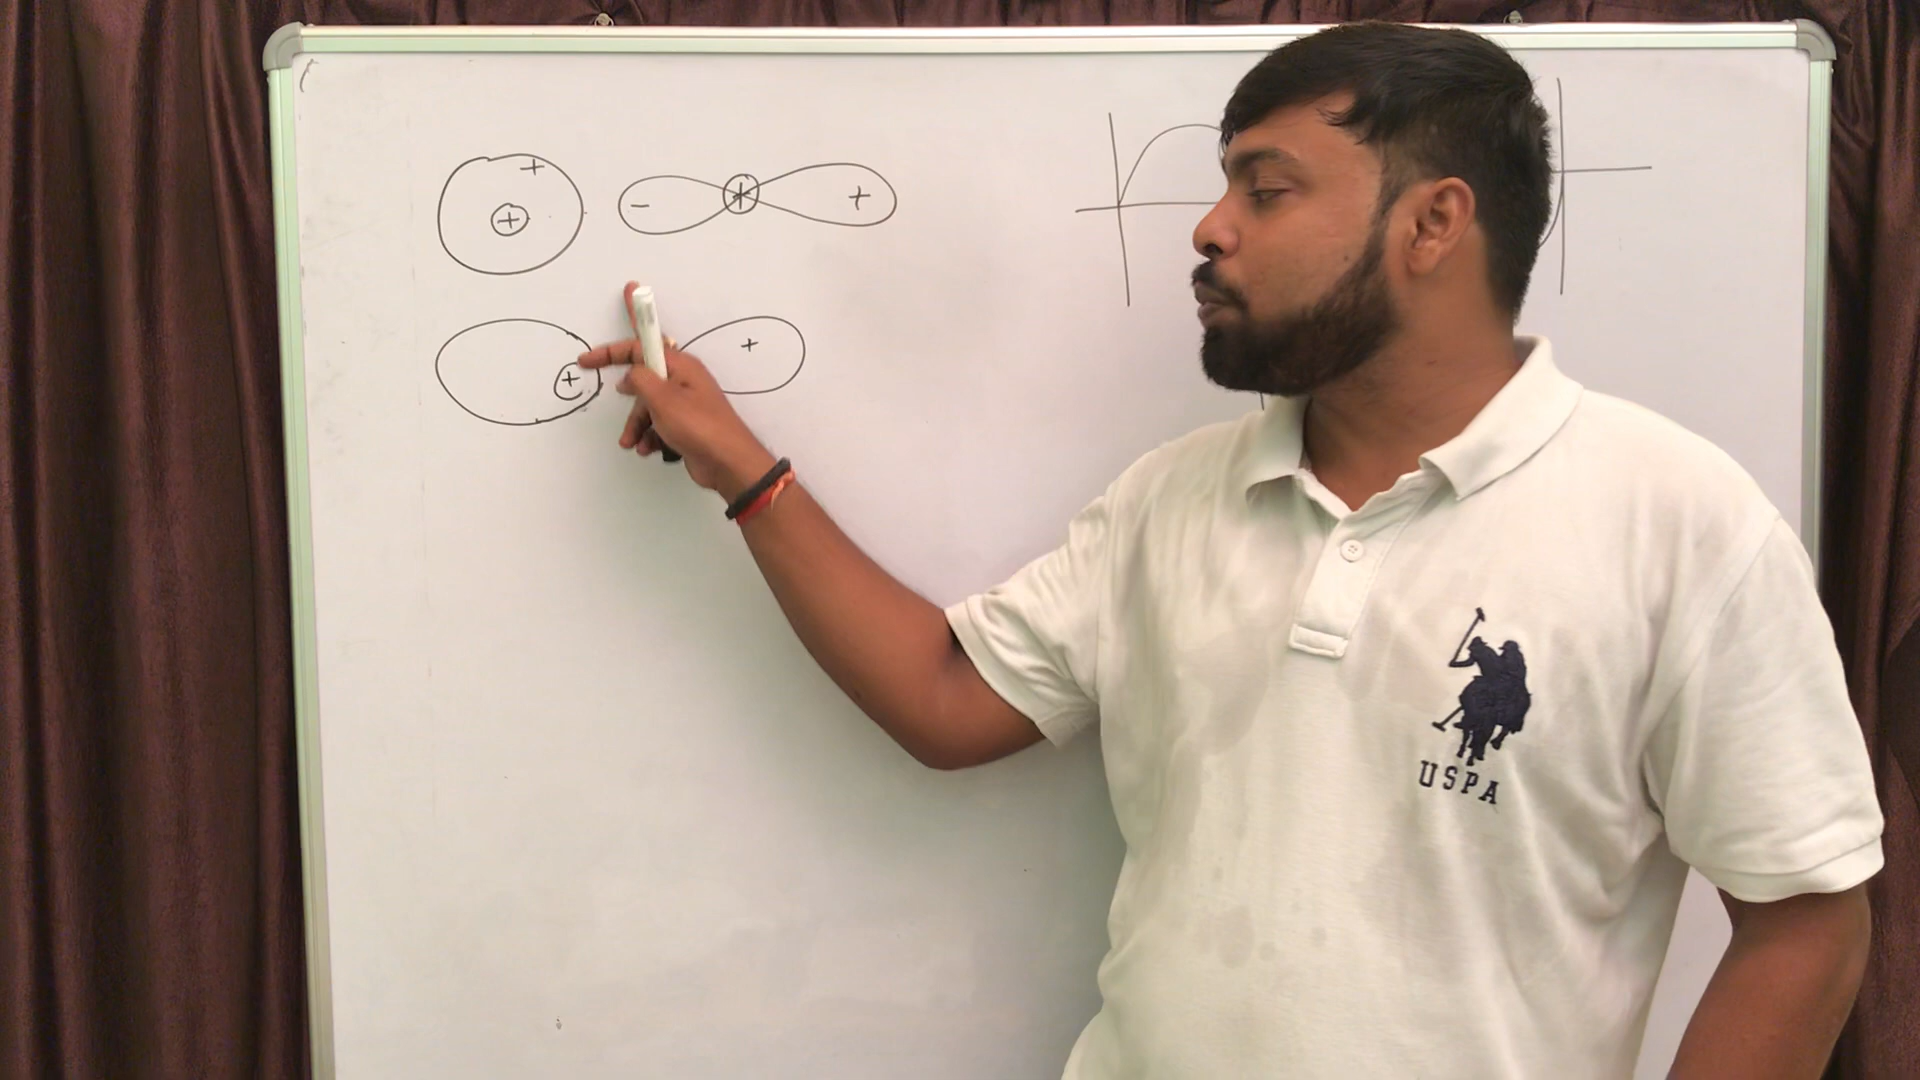 +
⊕
- + +
+
+
USPA